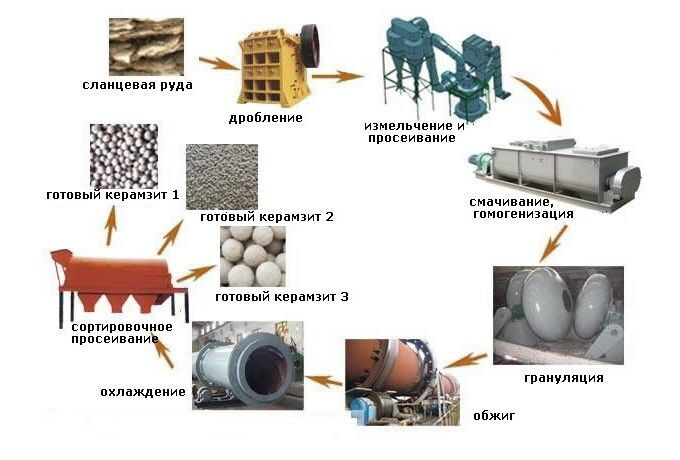 сланцевая руда
дробление
измельчение и
просеивание
смачивание,
гомогенизация
грануляция
обжиг
охлаждение
сортировочное
просеивание
готовый керамзит 1
готовый керамзит 2
готовый керамзит 3